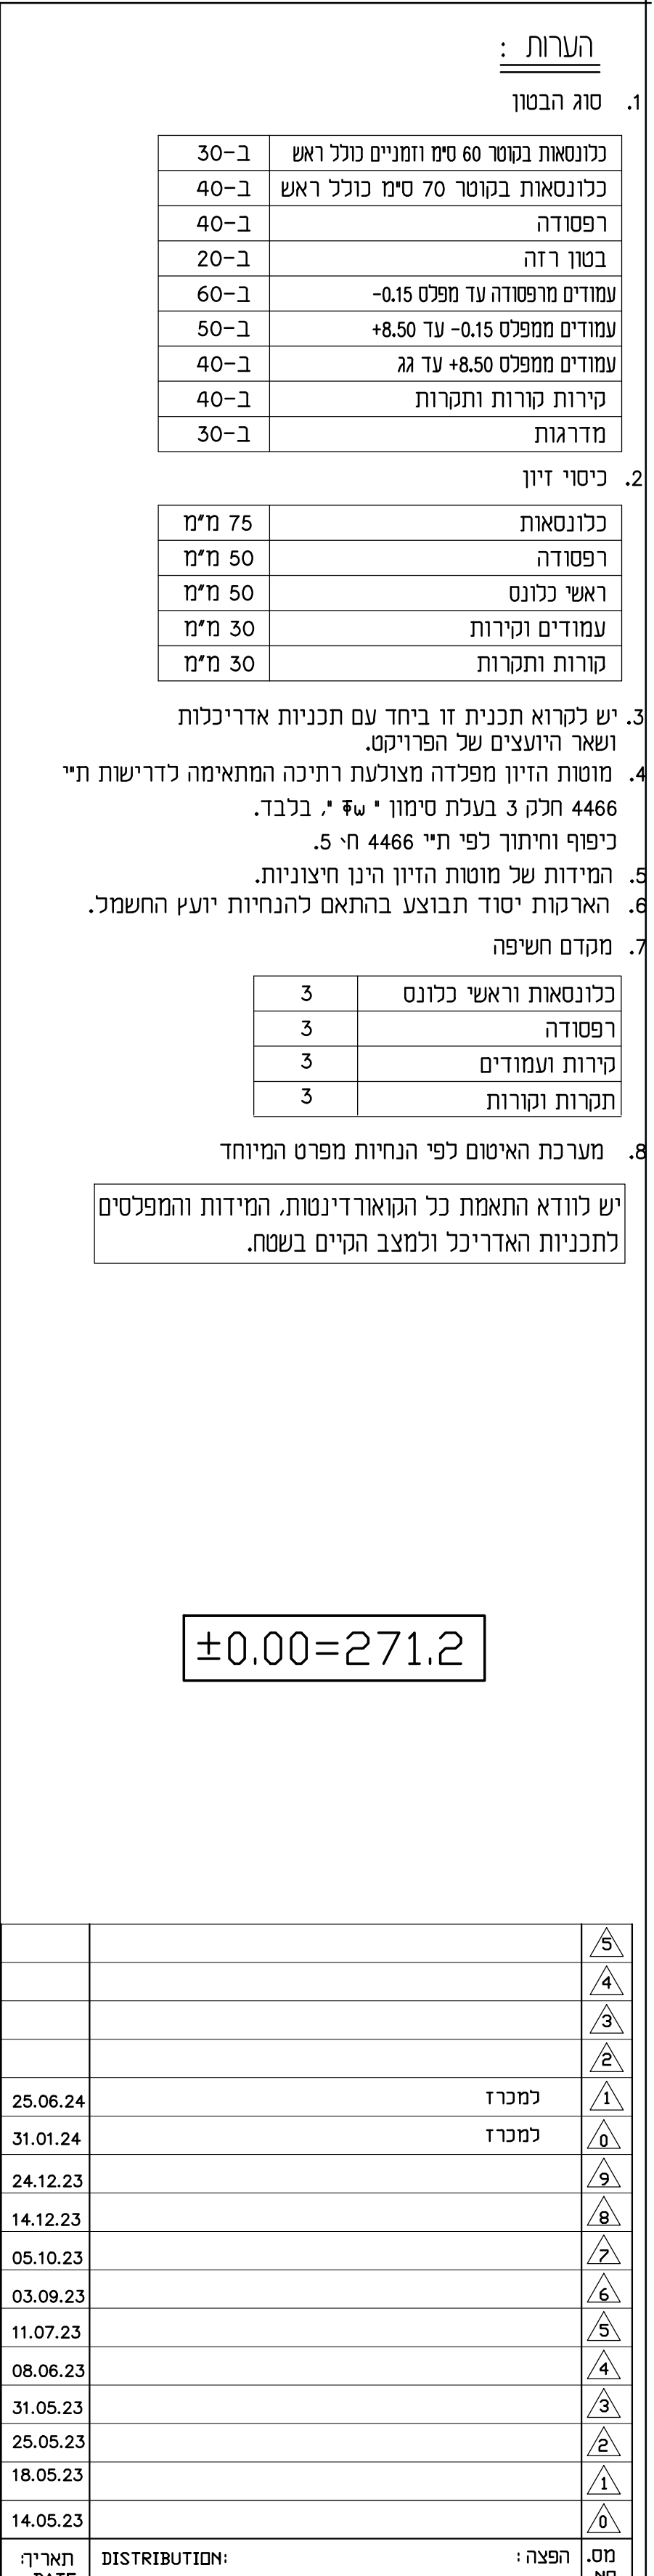 הערות :
1. סוג הבטון
כלונסאות בקוטר 60 ס"מ וזמניים כולל ראש ב-30
כלונסאות בקוטר 70 ס"מ כולל ראש ב-40
רפסודה ב-40
בטון רזה ב-20
עמודים מרפסודה עד מפלס 0.15- ב-60
עמודים ממפלס 0.15- עד 8.50+ ב-50
עמודים ממפלס 8.50+ עד גג ב-40
קירות קורות ותקרות ב-40
מדרגות ב-30
2. כיסוי זיון
כלונסאות 75 מ"מ
רפסודה 50 מ"מ
ראשי כלונס 50 מ"מ
עמודים וקירות 30 מ"מ
קורות ותקרות 30 מ"מ
3. יש לקרוא תכנית זו ביחד עם תכניות אדריכלות
ושאר היועצים של הפרויקט.
4. מוטות הזיון מפלדה מצולעת רתיכה המתאימה לדרישות ת"י
4466 חלק 3 בעלת סימון " Φω ", בלבד.
כיפוף וחיתוך לפי ת"י 4466 ח' 5.
5. המידות של מוטות הזיון הינן חיצוניות.
6. הארקות יסוד תבוצע בהתאם להנחיות יועץ החשמל.
7. מקדם חשיפה
כלונסאות וראשי כלונס 3
רפסודה 3
קירות ועמודים 3
תקרות וקורות 3
8. מערכת האיטום לפי הנחיות מפרט המיוחד
יש לוודא התאמת כל הקואורדינטות, המידות והמפלסים
לתכניות האדריכל ולמצב הקיים בשטח.
±0.00=271.2
5
4
3
2
1 למכרז 25.06.24
0 למכרז 31.01.24
9 24.12.23
8 14.12.23
7 05.10.23
6 03.09.23
5 11.07.23
4 08.06.23
3 31.05.23
2 25.05.23
1 18.05.23
0 14.05.23
מס. הפצה : DISTRIBUTION: תאריך: